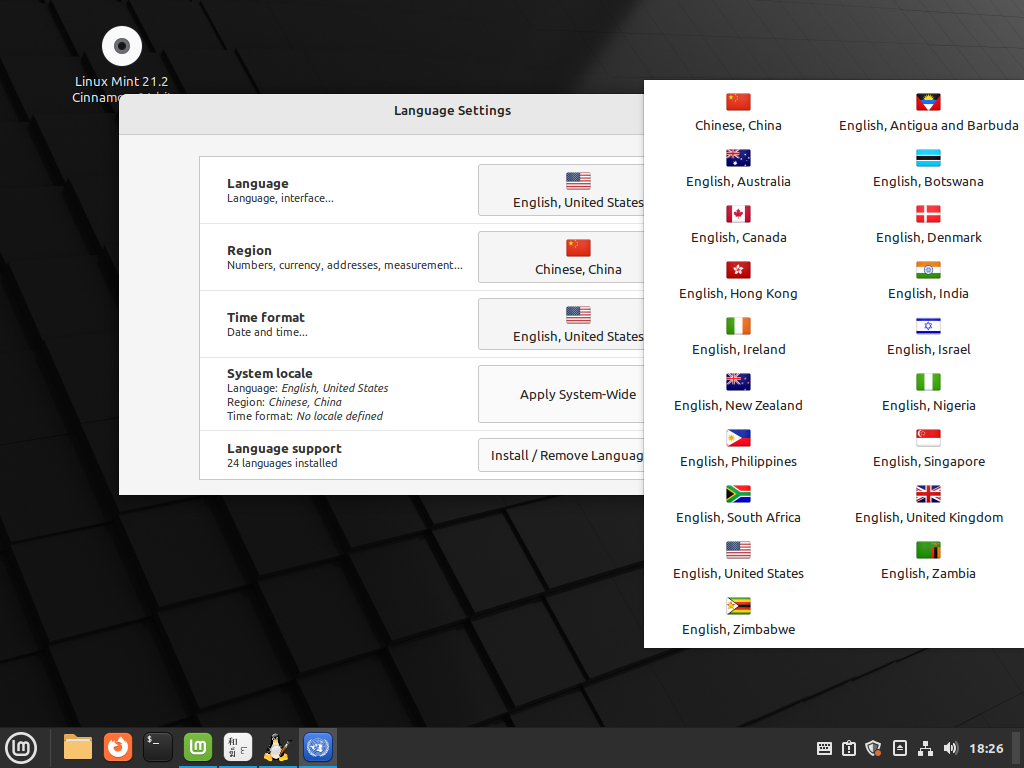 Linux Mint 21.2
Language Settings
Language
Language, interface...
English, United States
Region
Numbers, currency, addresses, measurement...
Chinese, China
Time format
Date and time...
English, United States
System locale
Language: English, United States
Region: Chinese, China
Time format: No locale defined
Apply System-Wide
Language support
24 languages installed
Install / Remove
Chinese, China
English, Antigua and Barbuda
English, Australia
English, Botswana
English, Canada
English, Denmark
English, Hong Kong
English, India
English, Ireland
English, Israel
English, New Zealand
English, Nigeria
English, Philippines
English, Singapore
English, South Africa
English, United Kingdom
English, United States
English, Zambia
English, Zimbabwe
18:26